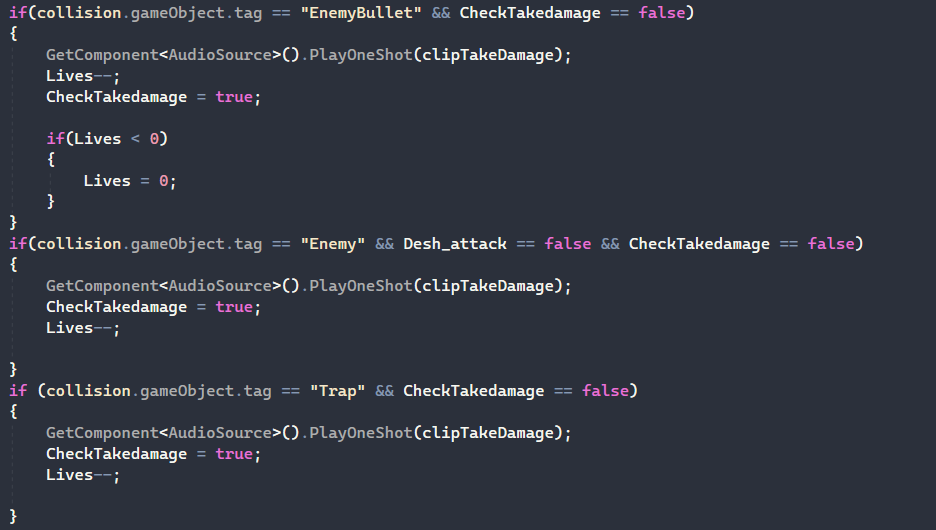 if(collision.gameObject.tag == "EnemyBullet" && CheckTakedamage == false)
{
    GetComponent<AudioSource>().PlayOneShot(clipTakeDamage);
    Lives--;
    CheckTakedamage = true;

    if(Lives < 0)
    {
        Lives = 0;
    }
}
if(collision.gameObject.tag == "Enemy" && Desh_attack == false && CheckTakedamage == false)
{
    GetComponent<AudioSource>().PlayOneShot(clipTakeDamage);
    CheckTakedamage = true;
    Lives--;

}
if (collision.gameObject.tag == "Trap" && CheckTakedamage == false)
{
    GetComponent<AudioSource>().PlayOneShot(clipTakeDamage);
    CheckTakedamage = true;
    Lives--;

}